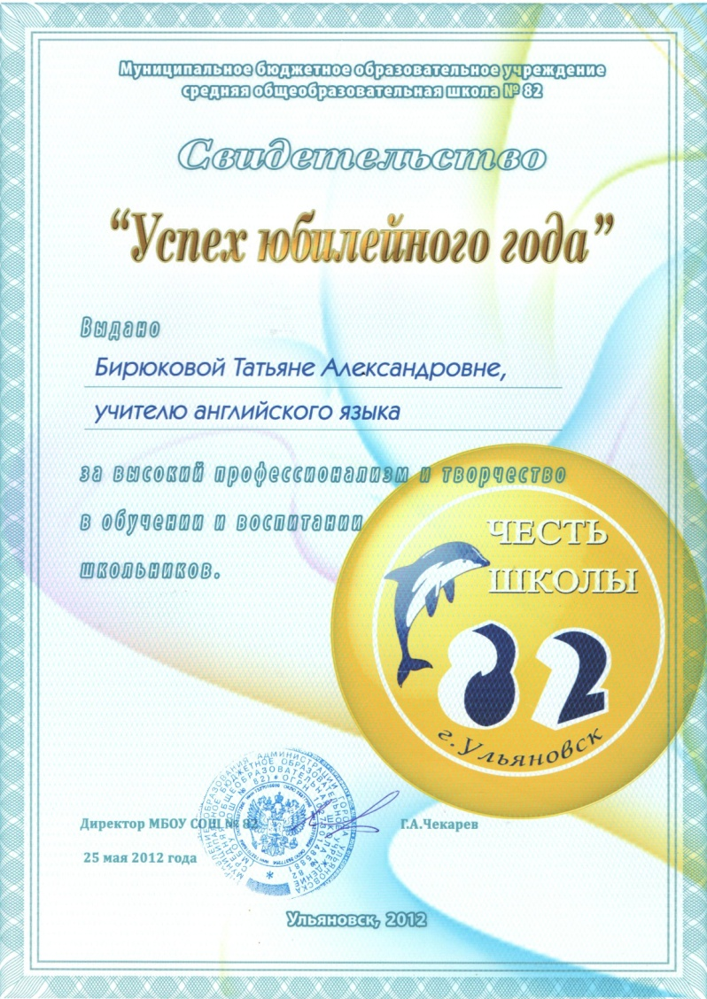 Муниципальное бюджетное образовательное учреждение
средняя общеобразовательная школа № 82
Свидетельство
“Успех юбилейного года”
Выдано
Бирюковой Татьяне Александровне,
учителю английского языка
за высокий профессионализм и творчество
в обучении и воспитании
школьников.
ЧЕСТЬ
ШКОЛЫ
82
г.Ульяновск
Директор МБОУ СОШ № 82
Г.А.Чекарев
25 мая 2012 года
Ульяновск, 2012